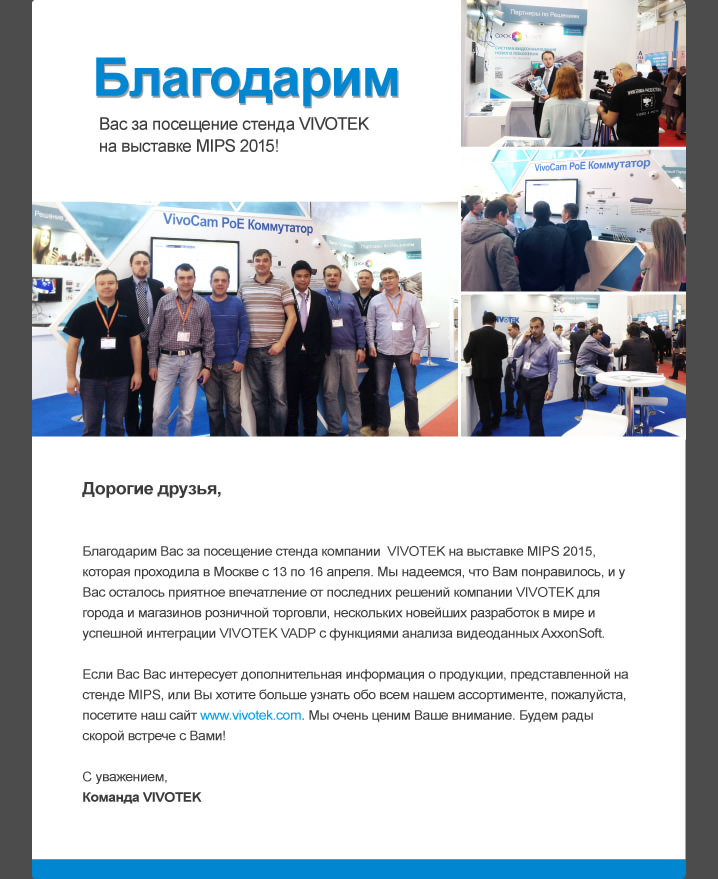 Благодарим
Вас за посещение стенда VIVOTEK
на выставке MIPS 2015!
Партнеры по Решениям
VivoCam PoE Коммутатор
VivoCam PoE Коммутатор
Дорогие друзья,
Благодарим Вас за посещение стенда компании  VIVOTEK на выставке MIPS 2015,
которая проходила в Москве с 13 по 16 апреля. Мы надеемся, что Вам понравилось, и у
Вас осталось приятное впечатление от последних решений компании VIVOTEK для
города и магазинов розничной торговли, нескольких новейших разработок в мире и
успешной интеграции VIVOTEK VADP с функциями анализа видеоданных AxxonSoft.
Если Вас Вас интересует дополнительная информация о продукции, представленной на
стенде MIPS, или Вы хотите больше узнать обо всем нашем ассортименте, пожалуйста,
посетите наш сайт www.vivotek.com. Мы очень ценим Ваше внимание. Будем рады
скорой встрече с Вами!
С уважением,
Команда VIVOTEK